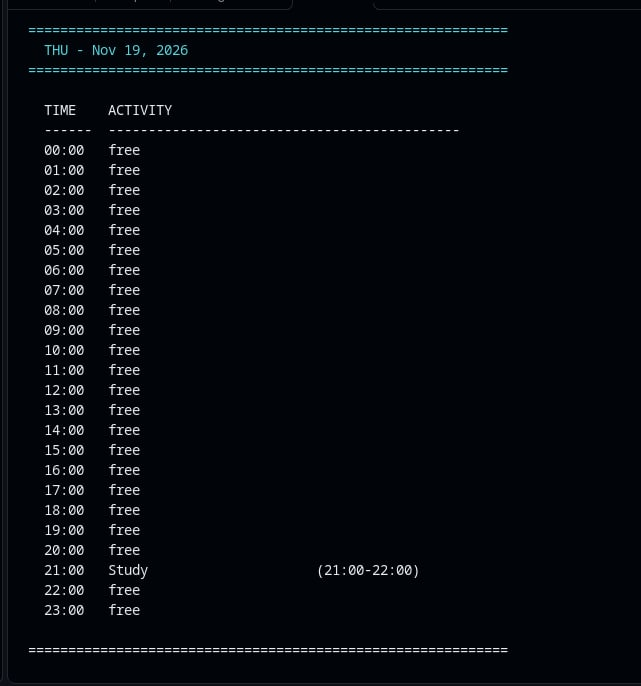 ============================================================
THU - Nov 19, 2026
============================================================
TIME    ACTIVITY
------  --------------------------------------------
00:00   free
01:00   free
02:00   free
03:00   free
04:00   free
05:00   free
06:00   free
07:00   free
08:00   free
09:00   free
10:00   free
11:00   free
12:00   free
13:00   free
14:00   free
15:00   free
16:00   free
17:00   free
18:00   free
19:00   free
20:00   free
21:00   Study                     (21:00-22:00)
22:00   free
23:00   free
============================================================